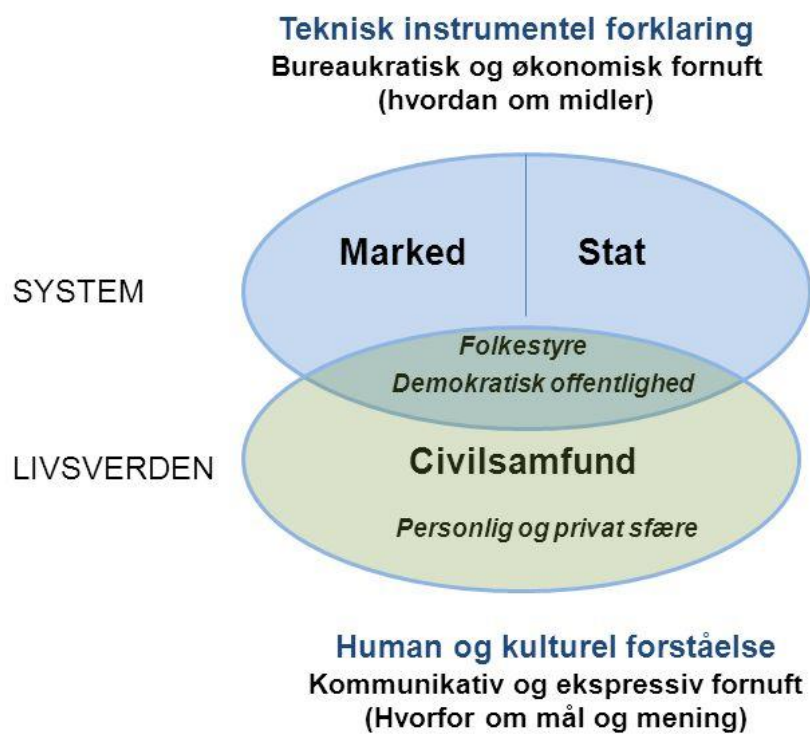 Teknisk instrumentel forklaring
Bureaukratisk og økonomisk fornuft
(hvordan om midler)
Marked
Stat
SYSTEM
Folkestyre
Demokratisk offentlighed
LIVSVERDEN
Civilsamfund
Personlig og privat sfære
Human og kulturel forståelse
Kommunikativ og ekspressiv fornuft
(Hvorfor om mål og mening)